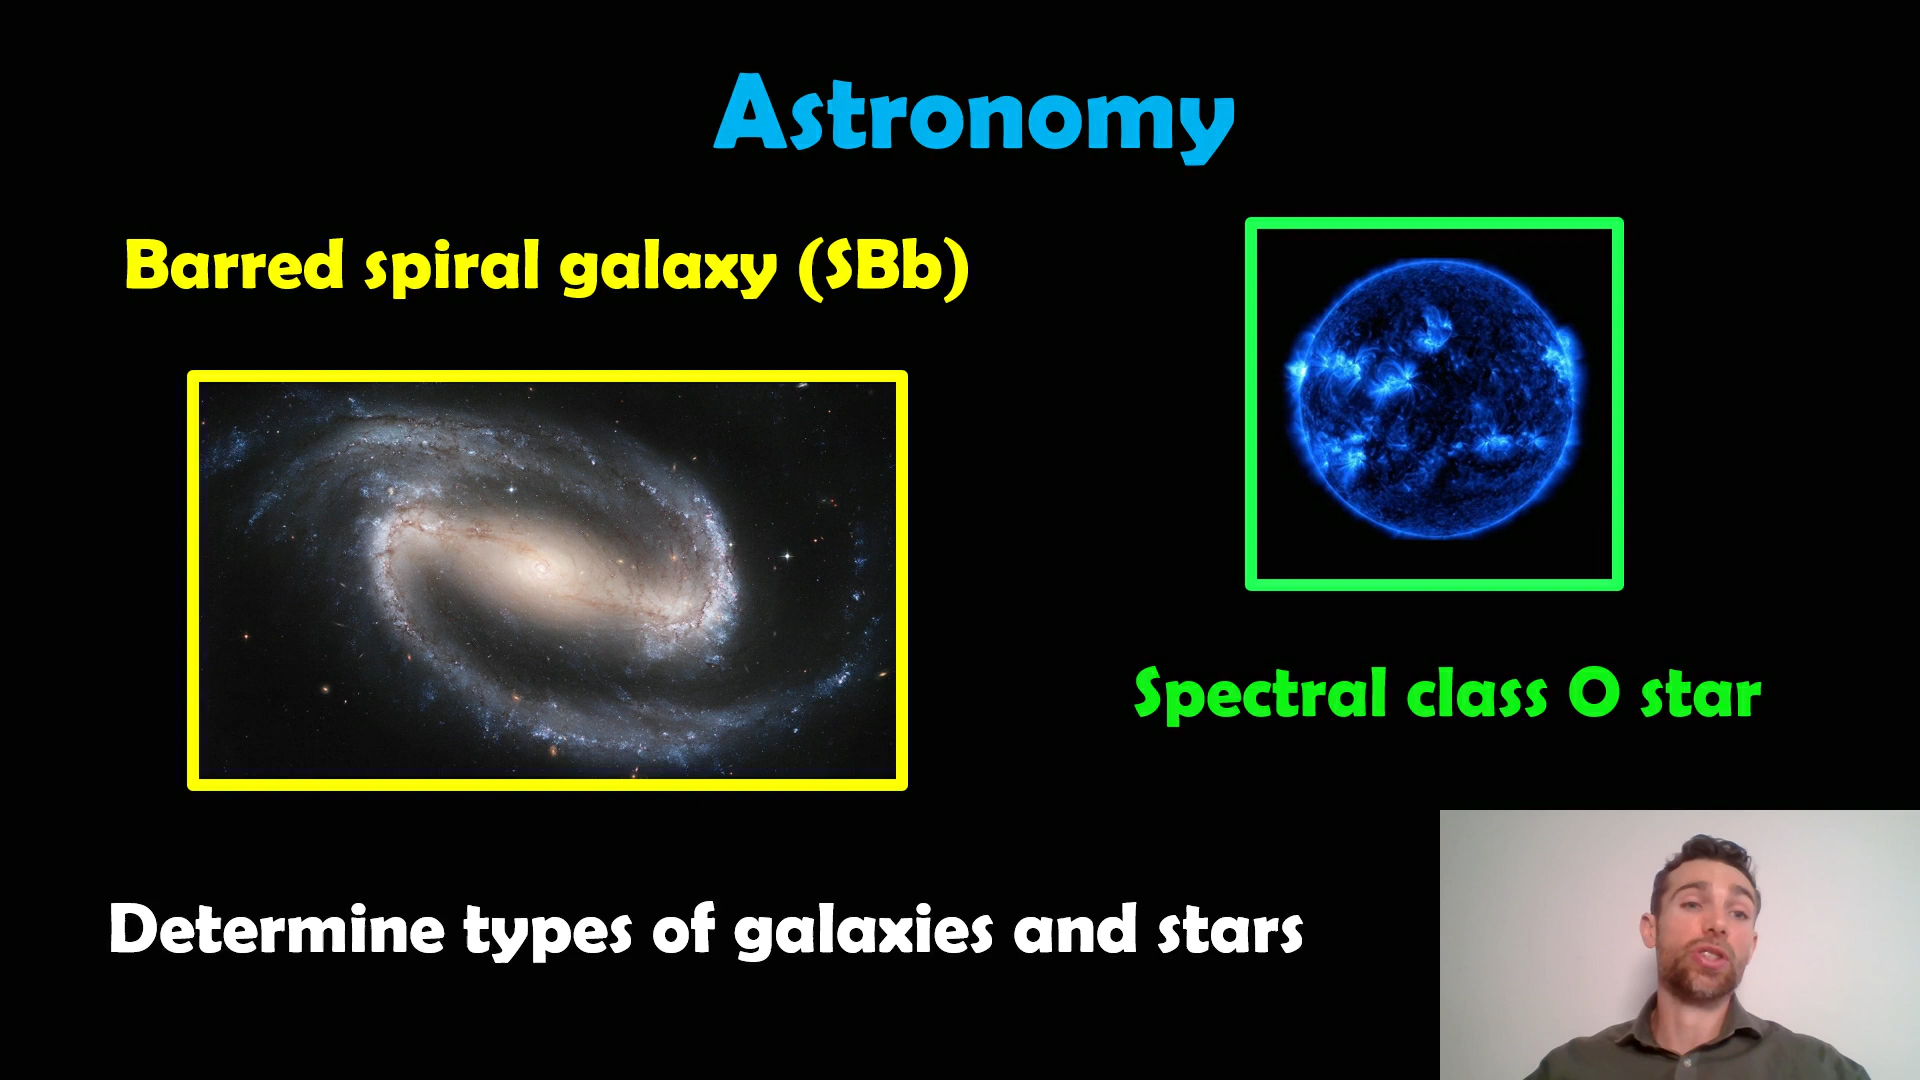 Astronomy
Barred spiral galaxy (SBb)
Spectral class O star
Determine types of galaxies and stars